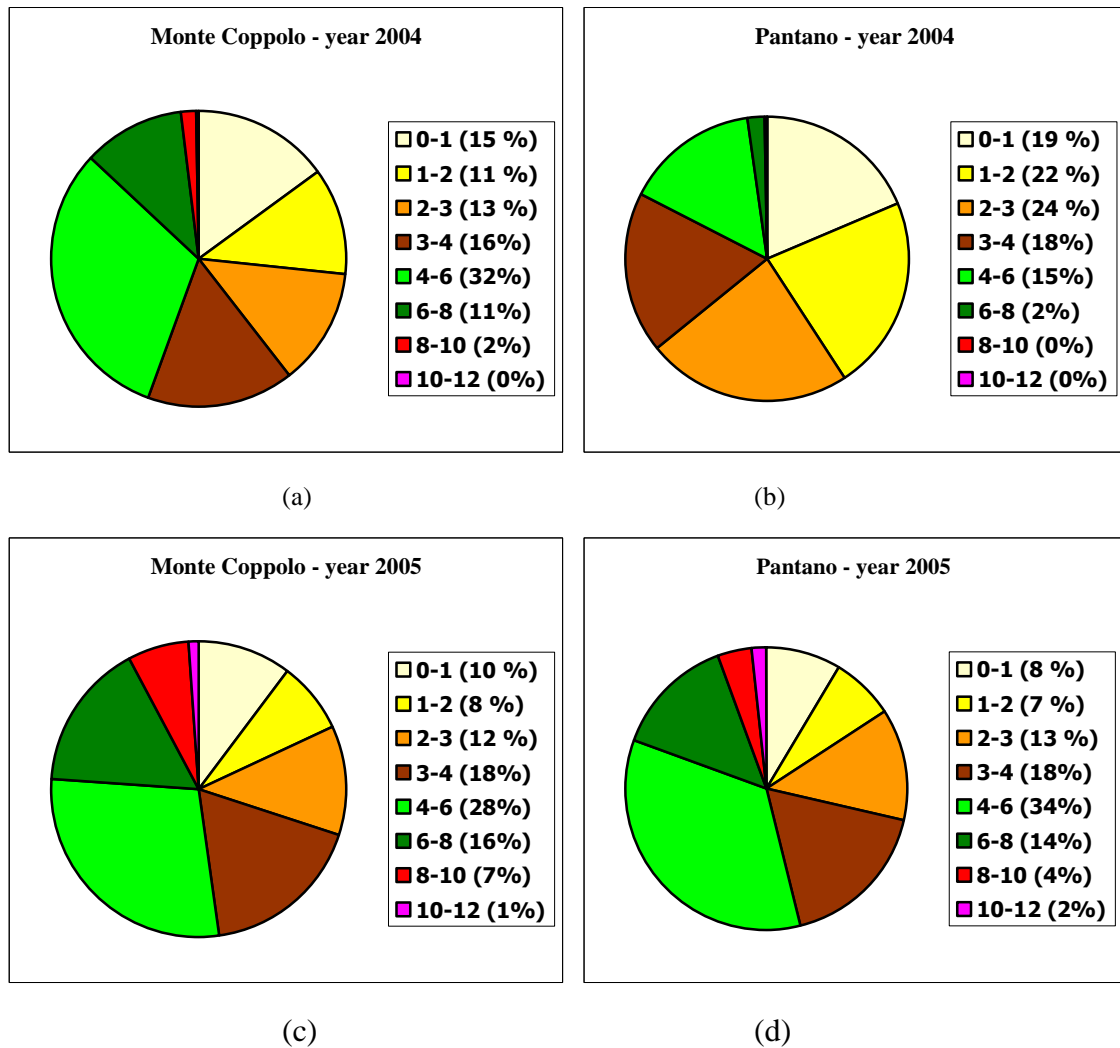 Monte Coppolo - year 2004
0-1 (15 %)
1-2 (11 %)
2-3 (13 %)
3-4 (16%)
4-6 (32%)
6-8 (11%)
8-10 (2%)
10-12 (0%)
(a)
Pantano - year 2004
0-1 (19 %)
1-2 (22 %)
2-3 (24 %)
3-4 (18%)
4-6 (15%)
6-8 (2%)
8-10 (0%)
10-12 (0%)
(b)
Monte Coppolo - year 2005
0-1 (10 %)
1-2 (8 %)
2-3 (12 %)
3-4 (18%)
4-6 (28%)
6-8 (16%)
8-10 (7%)
10-12 (1%)
(c)
Pantano - year 2005
0-1 (8 %)
1-2 (7 %)
2-3 (13 %)
3-4 (18%)
4-6 (34%)
6-8 (14%)
8-10 (4%)
10-12 (2%)
(d)